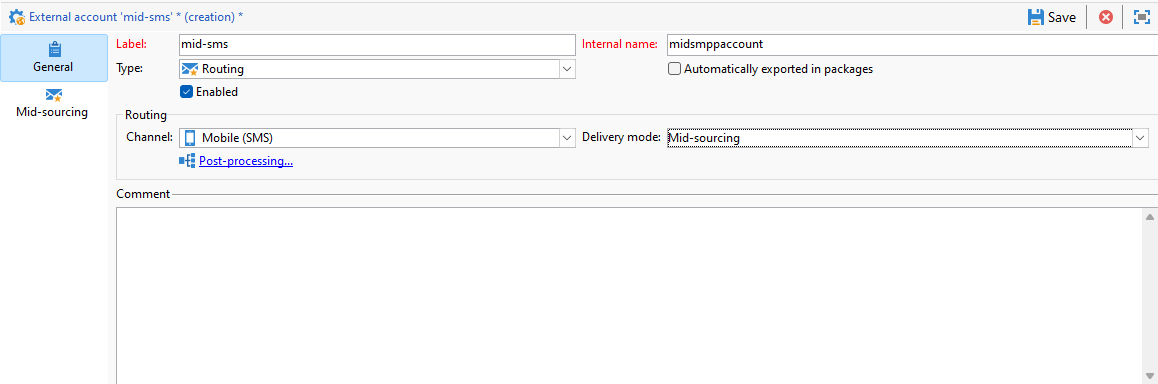 External account 'mid-sms' * (creation) *
Save
General
Mid-sourcing
Label: mid-sms Internal name: midsmppaccount
Type: Routing Automatically exported in packages
Enabled
Routing
Channel: Mobile (SMS) Delivery mode: Mid-sourcing
Post-processing...
Comment